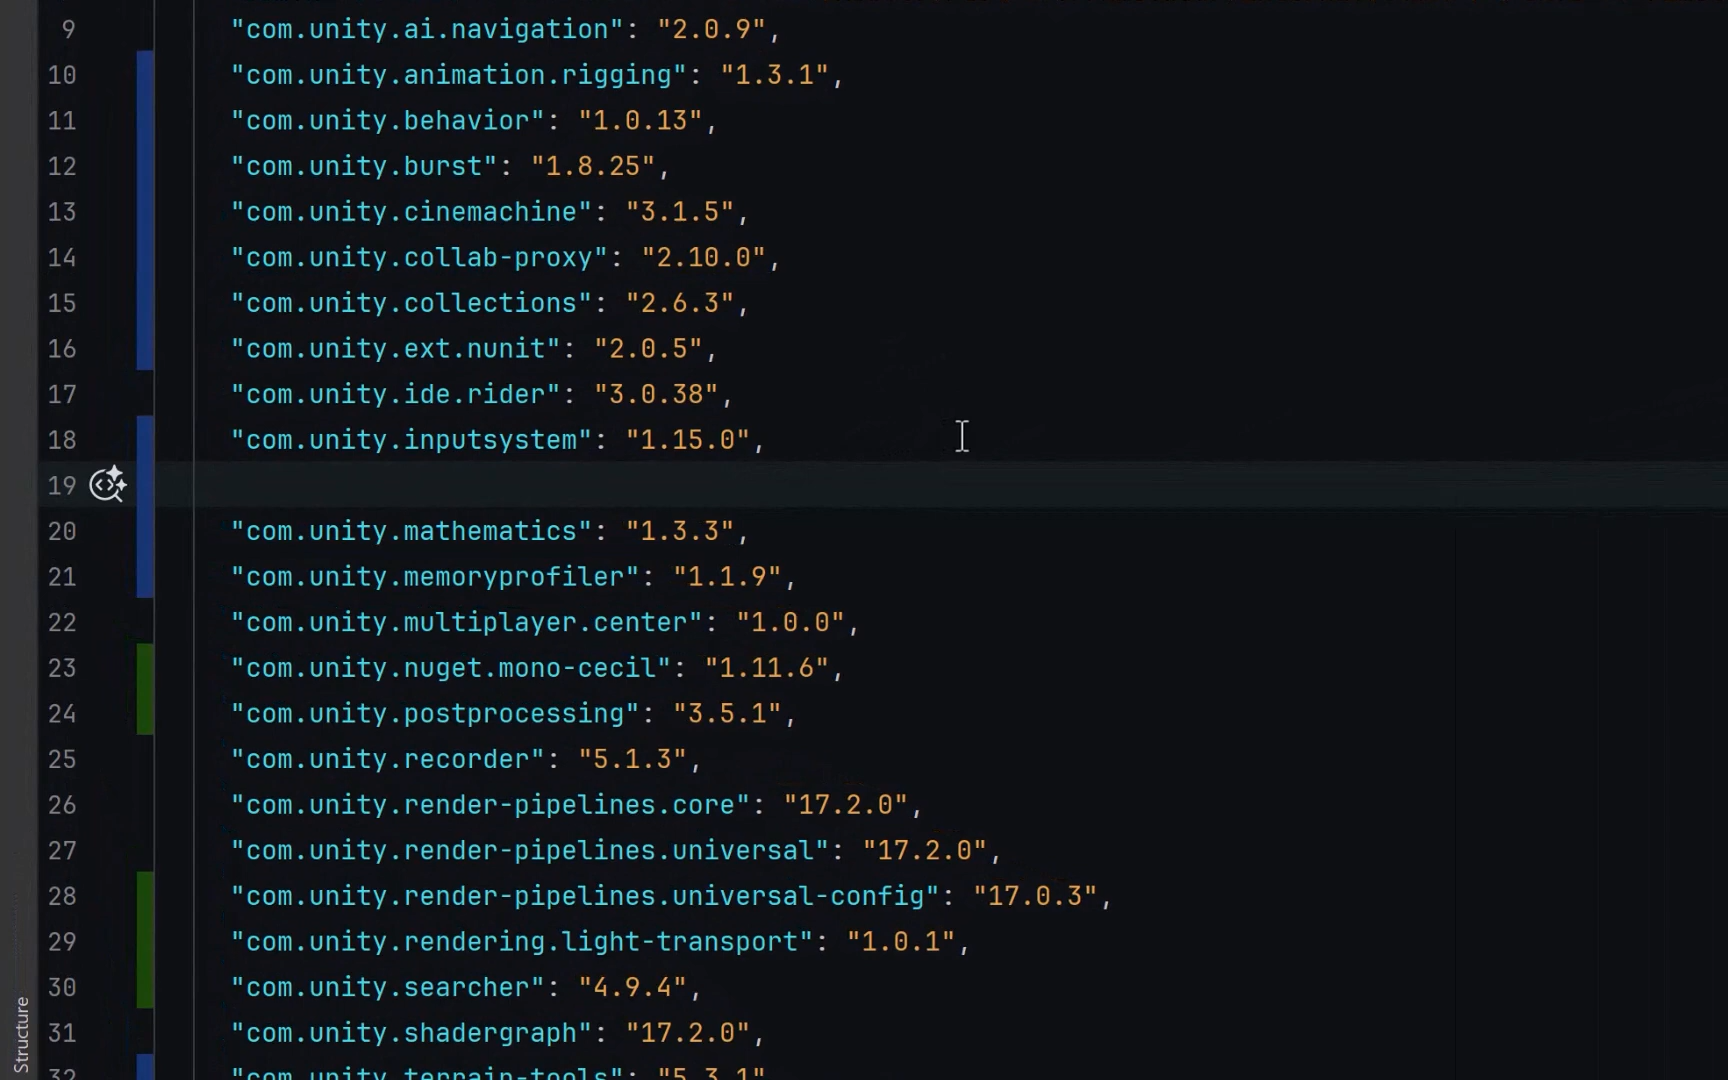 9 "com.unity.ai.navigation": "2.0.9",
10 "com.unity.animation.rigging": "1.3.1",
11 "com.unity.behavior": "1.0.13",
12 "com.unity.burst": "1.8.25",
13 "com.unity.cinemachine": "3.1.5",
14 "com.unity.collab-proxy": "2.10.0",
15 "com.unity.collections": "2.6.3",
16 "com.unity.ext.nunit": "2.0.5",
17 "com.unity.ide.rider": "3.0.38",
18 "com.unity.inputsystem": "1.15.0",
19
20 "com.unity.mathematics": "1.3.3",
21 "com.unity.memoryprofiler": "1.1.9",
22 "com.unity.multiplayer.center": "1.0.0",
23 "com.unity.nuget.mono-cecil": "1.11.6",
24 "com.unity.postprocessing": "3.5.1",
25 "com.unity.recorder": "5.1.3",
26 "com.unity.render-pipelines.core": "17.2.0",
27 "com.unity.render-pipelines.universal": "17.2.0",
28 "com.unity.render-pipelines.universal-config": "17.0.3",
29 "com.unity.rendering.light-transport": "1.0.1",
30 "com.unity.searcher": "4.9.4",
31 "com.unity.shadergraph": "17.2.0",
32 "com.unity.terrain-tools": "5.3.1"
Structure